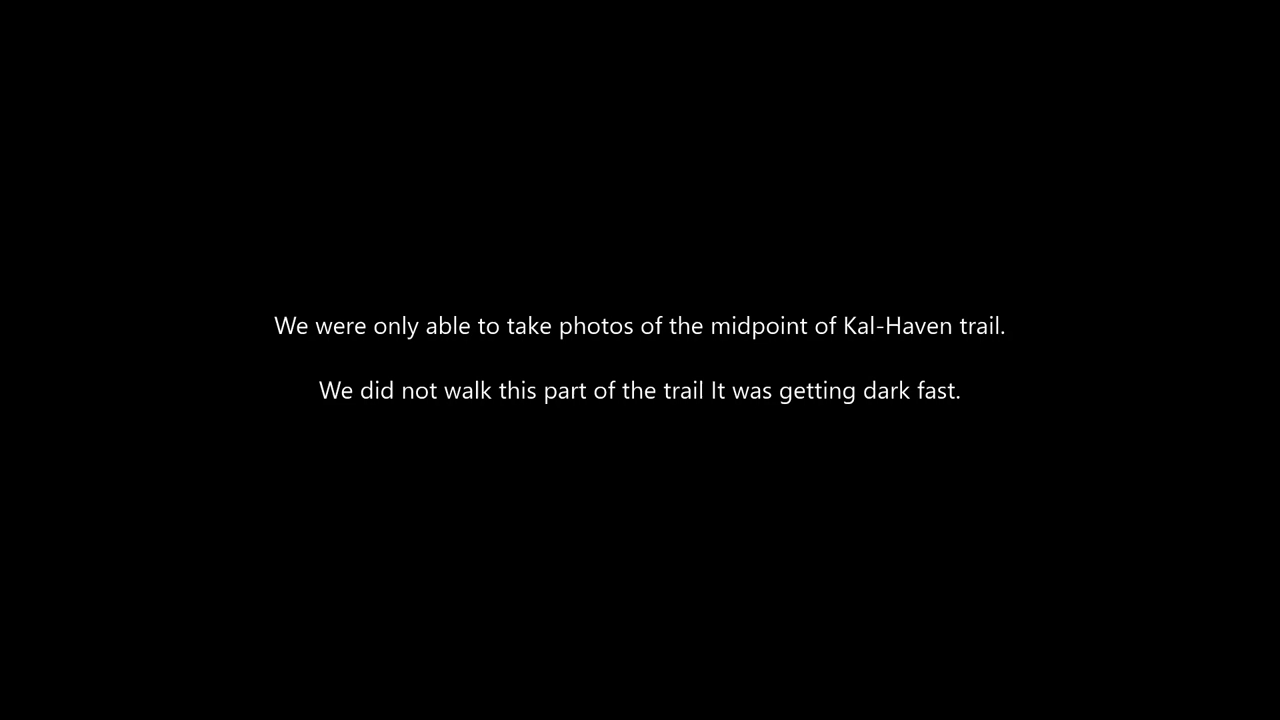 We were only able to take photos of the midpoint of Kal-Haven trail.
We did not walk this part of the trail It was getting dark fast.